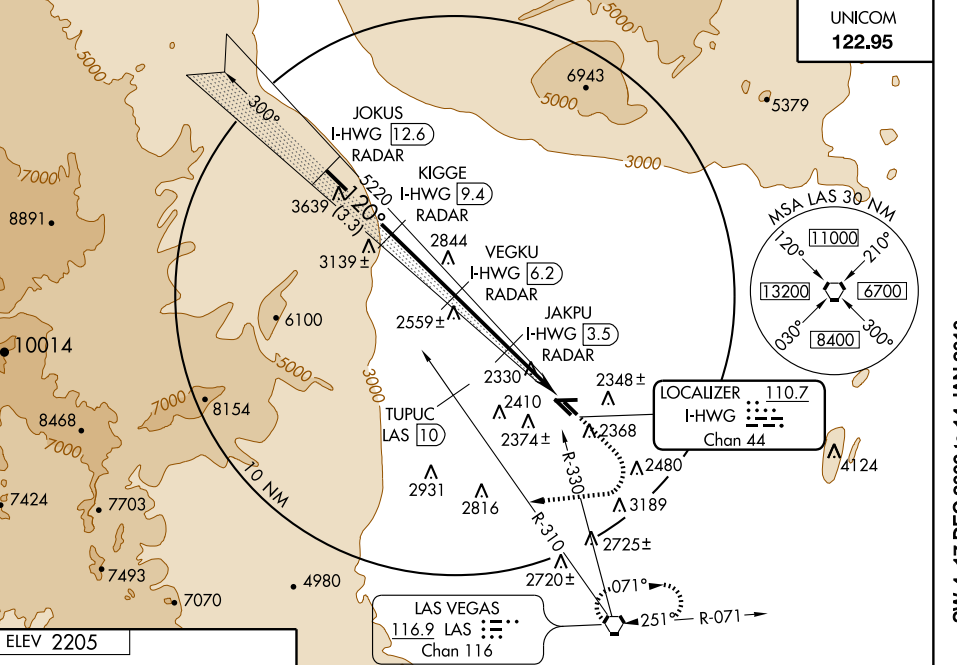 UNICOM
122.95
5000
5000
6943
5000
5379
3000
300°
JOKUS
I-HWG 12.6
RADAR
KIGGE
I-HWG 9.4
RADAR
5220
120°
3639 (3.3)
3139 ±
2844
VEGKU
I-HWG 6.2
RADAR
2559 ±
JAKPU
I-HWG 3.5
RADAR
MSA LAS 30 NM
120°
11000
210°
13200
6700
030°
8400
300°
7000
8891
6100
10014
5000
3000
7000
8154
8468
7000
2330
2348 ±
2410
2374 ±
2368
TUPUC
LAS 10
LOCALIZER 110.7
I-HWG
Chan 44
4124
10 NM
2931
2816
R-330
2480
3189
R-310
2725 ±
2720 ±
7424
7703
7493
7070
4980
LAS VEGAS
116.9 LAS
Chan 116
071°
251°
R-071
ELEV 2205